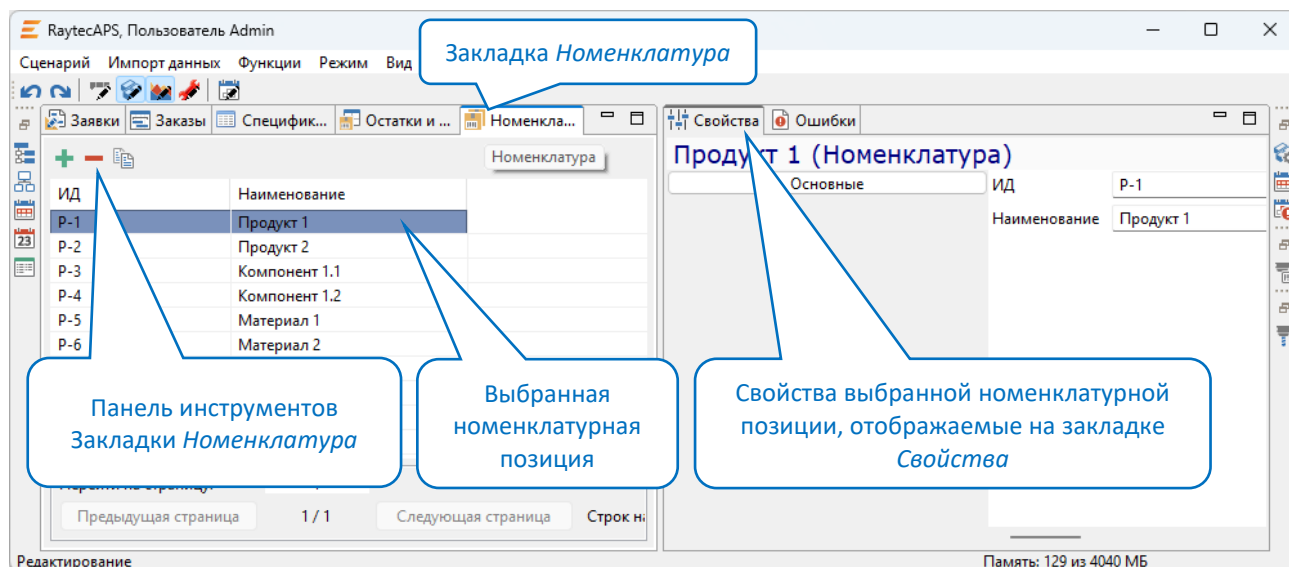 RaytecAPS, Пользователь Admin
Сценарий Импорт данных Функции Режим Вид
Закладка Номенклатура
Заявки Заказы Специфик... Остатки и ... Номенкла... Свойства Ошибки
Номенклатура
Продукт 1 (Номенклатура)
Основные
ИД P-1
Наименование Продукт 1
ИД Наименование
P-1 Продукт 1
P-2 Продукт 2
P-3 Компонент 1.1
P-4 Компонент 1.2
P-5 Материал 1
P-6 Материал 2
23
Панель инструментов
Закладки Номенклатура
Выбранная
номенклатурная
позиция
Свойства выбранной номенклатурной
позиции, отображаемые на закладке
Свойства
Предыдущая страница 1 / 1 Следующая страница Строк на
Редактирование Память: 129 из 4040 МБ